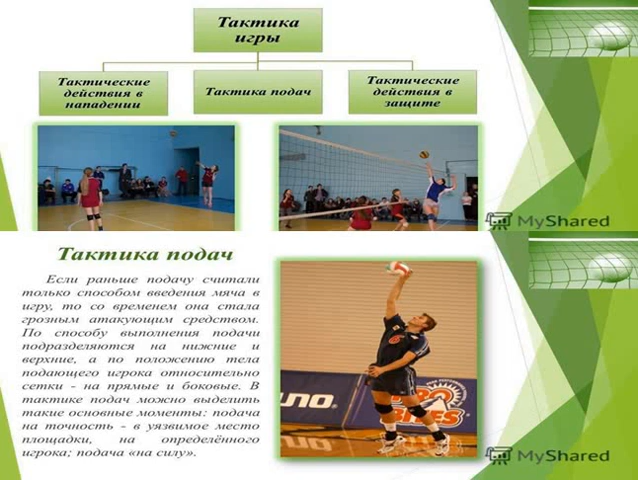 Тактика
игры
Тактические
действия в
нападении
Тактика подач
Тактические
действия в
защите
MyShared
Тактика подач
Если раньше подачу считали
только способом введения мяча в
игру, то со временем она стала
грозным атакующим средством.
По способу выполнения подачи
подразделяются на нижние и
верхние, а по положению тела
подающего игрока относительно
сетки - на прямые и боковые. В
тактике подач можно выделить
такие основные моменты: подача
на точность - в уязвимое место
площадки, на определённого
игрока; подача «на силу».
MyShared